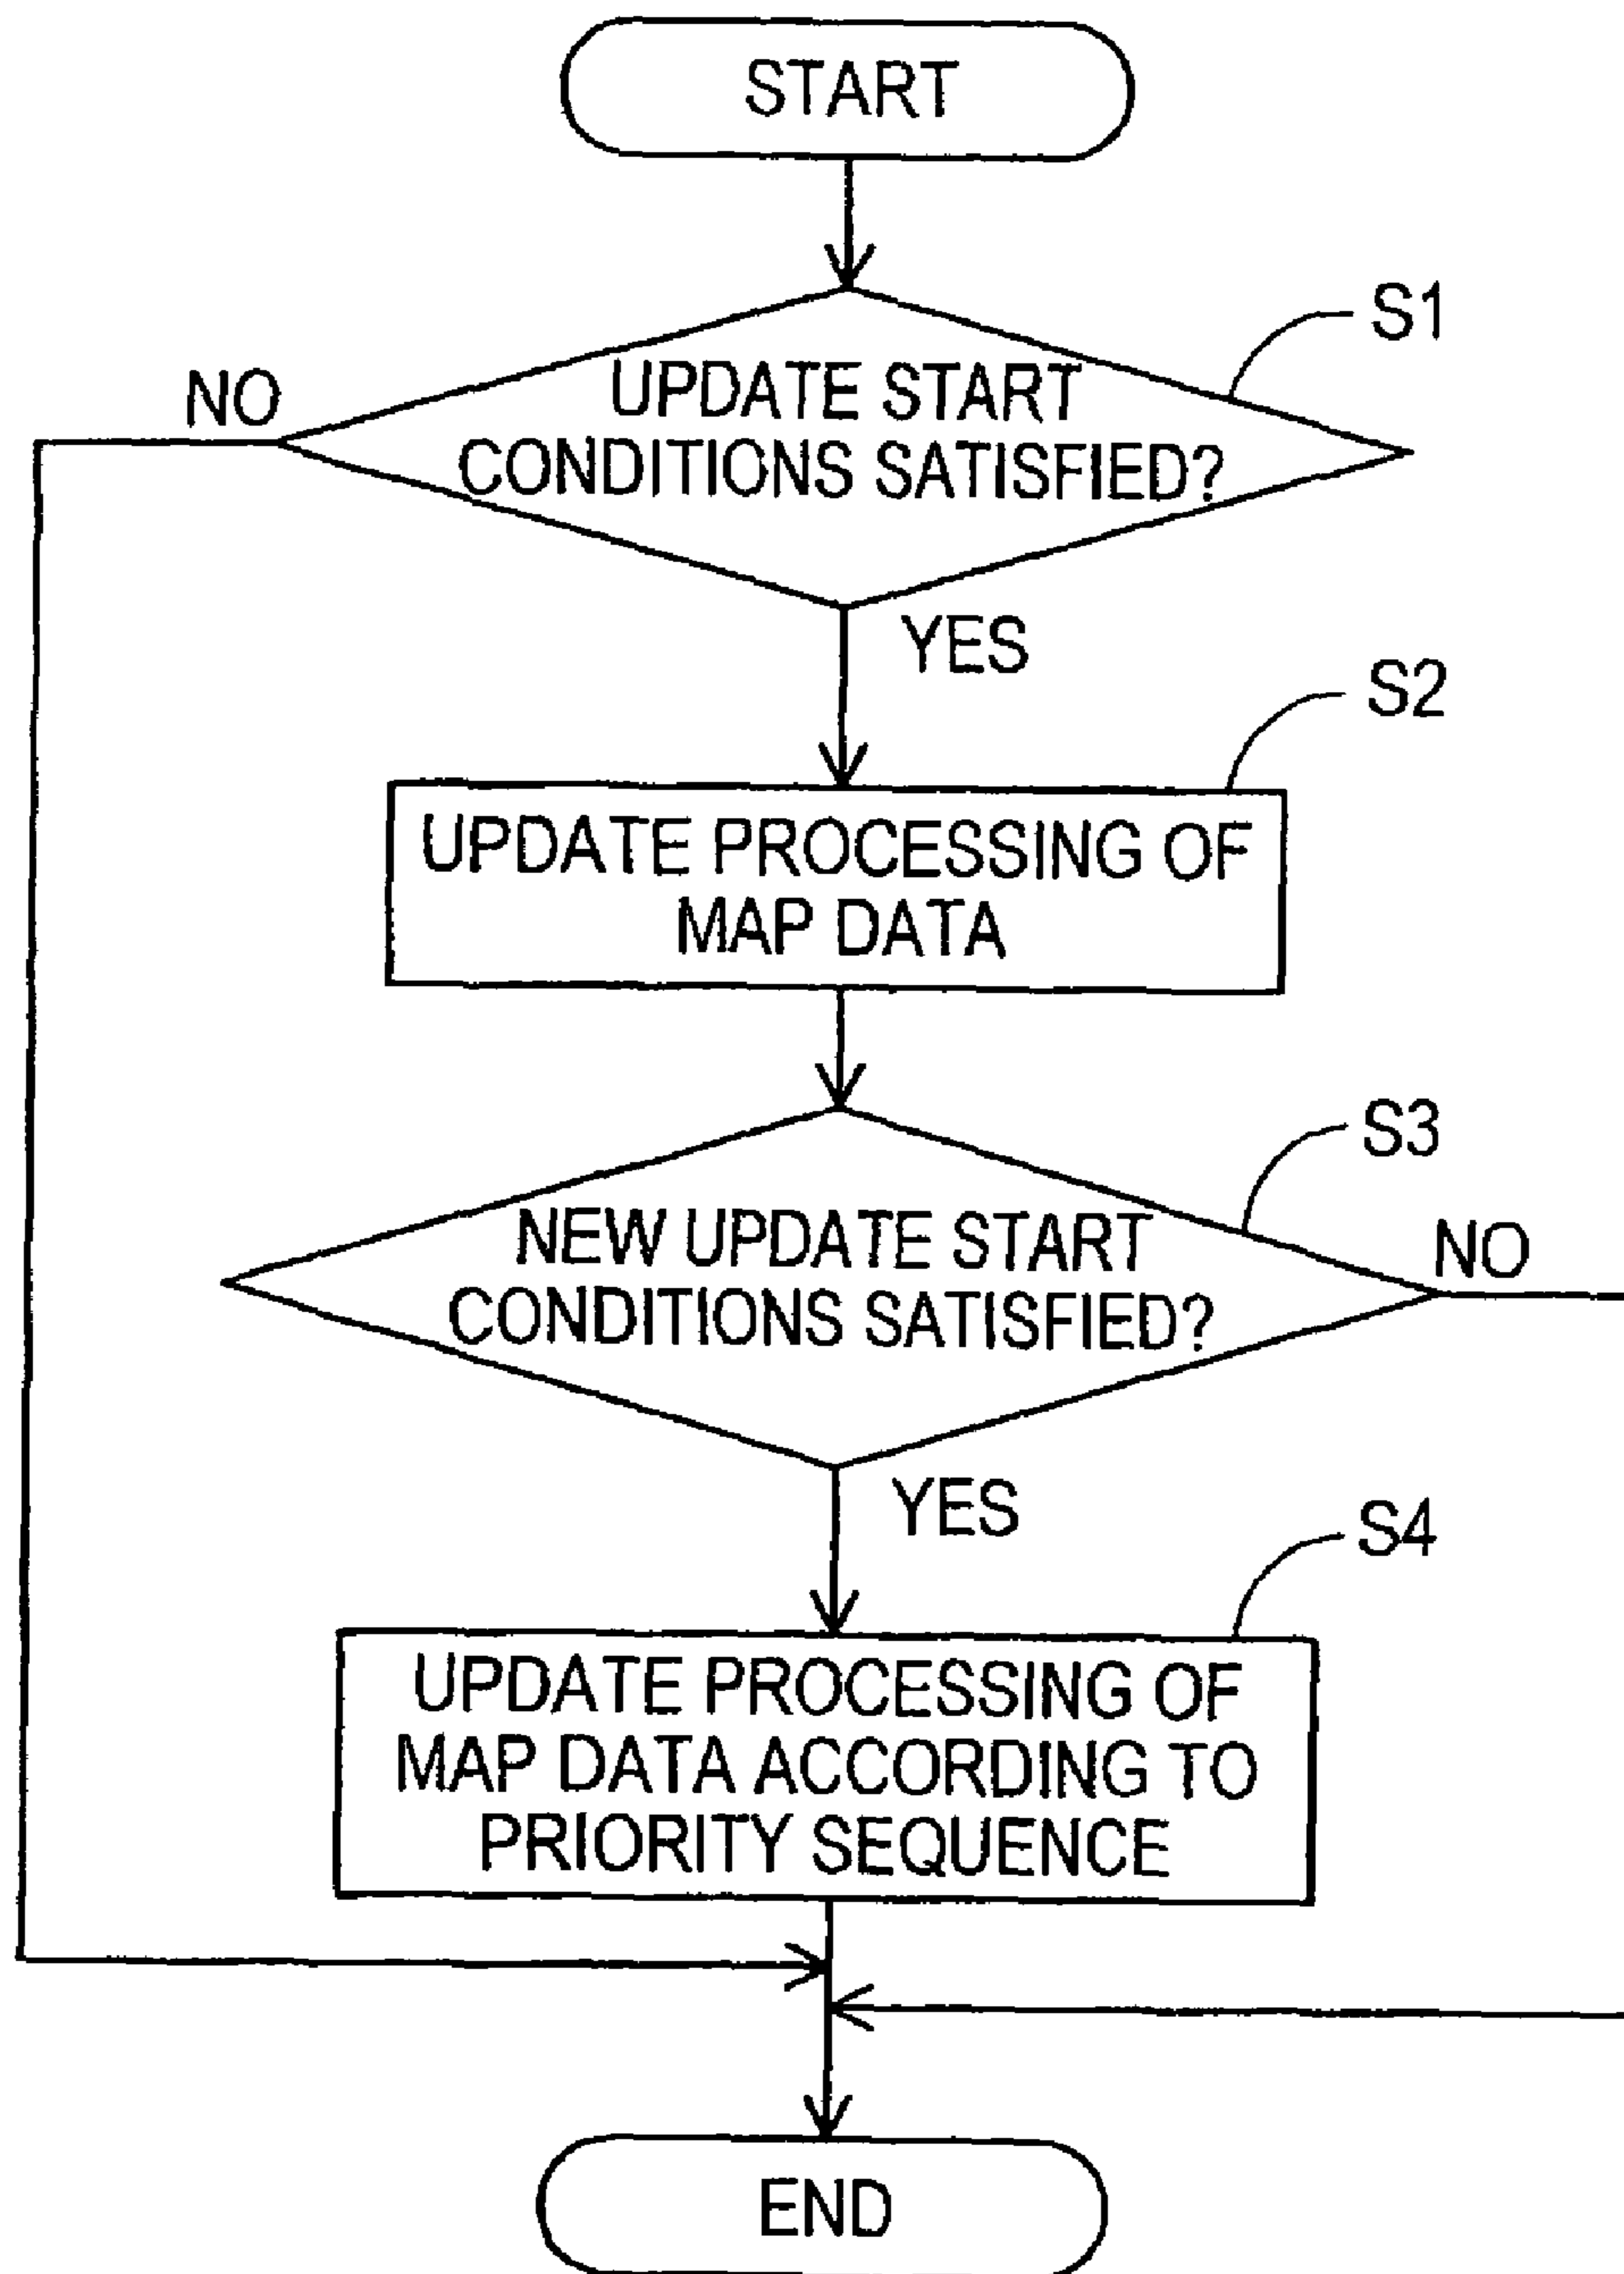 START
S1
NO
UPDATE START
CONDITIONS SATISFIED?
YES
S2
UPDATE PROCESSING OF
MAP DATA
S3
NEW UPDATE START
CONDITIONS SATISFIED?
NO
YES
S4
UPDATE PROCESSING OF
MAP DATA ACCORDING TO
PRIORITY SEQUENCE
END